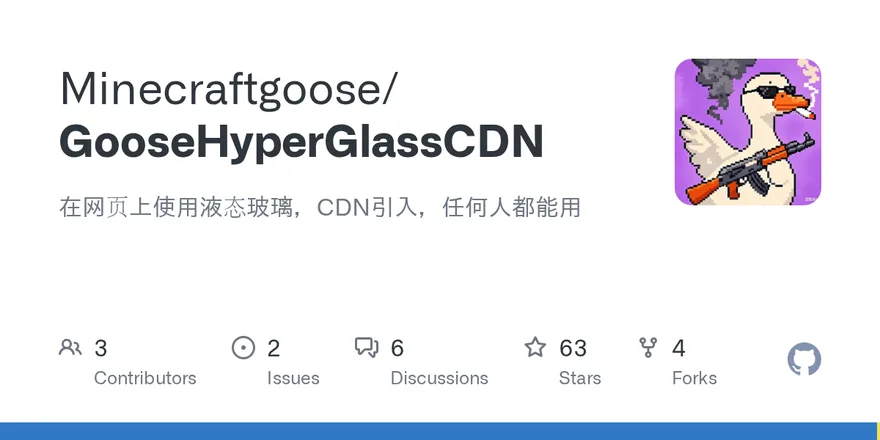 Minecraftgoose/
GooseHyperGlassCDN
在网页上使用液态玻璃，CDN引入，任何人都能用
3
Contributors
2
Issues
6
Discussions
63
Stars
4
Forks